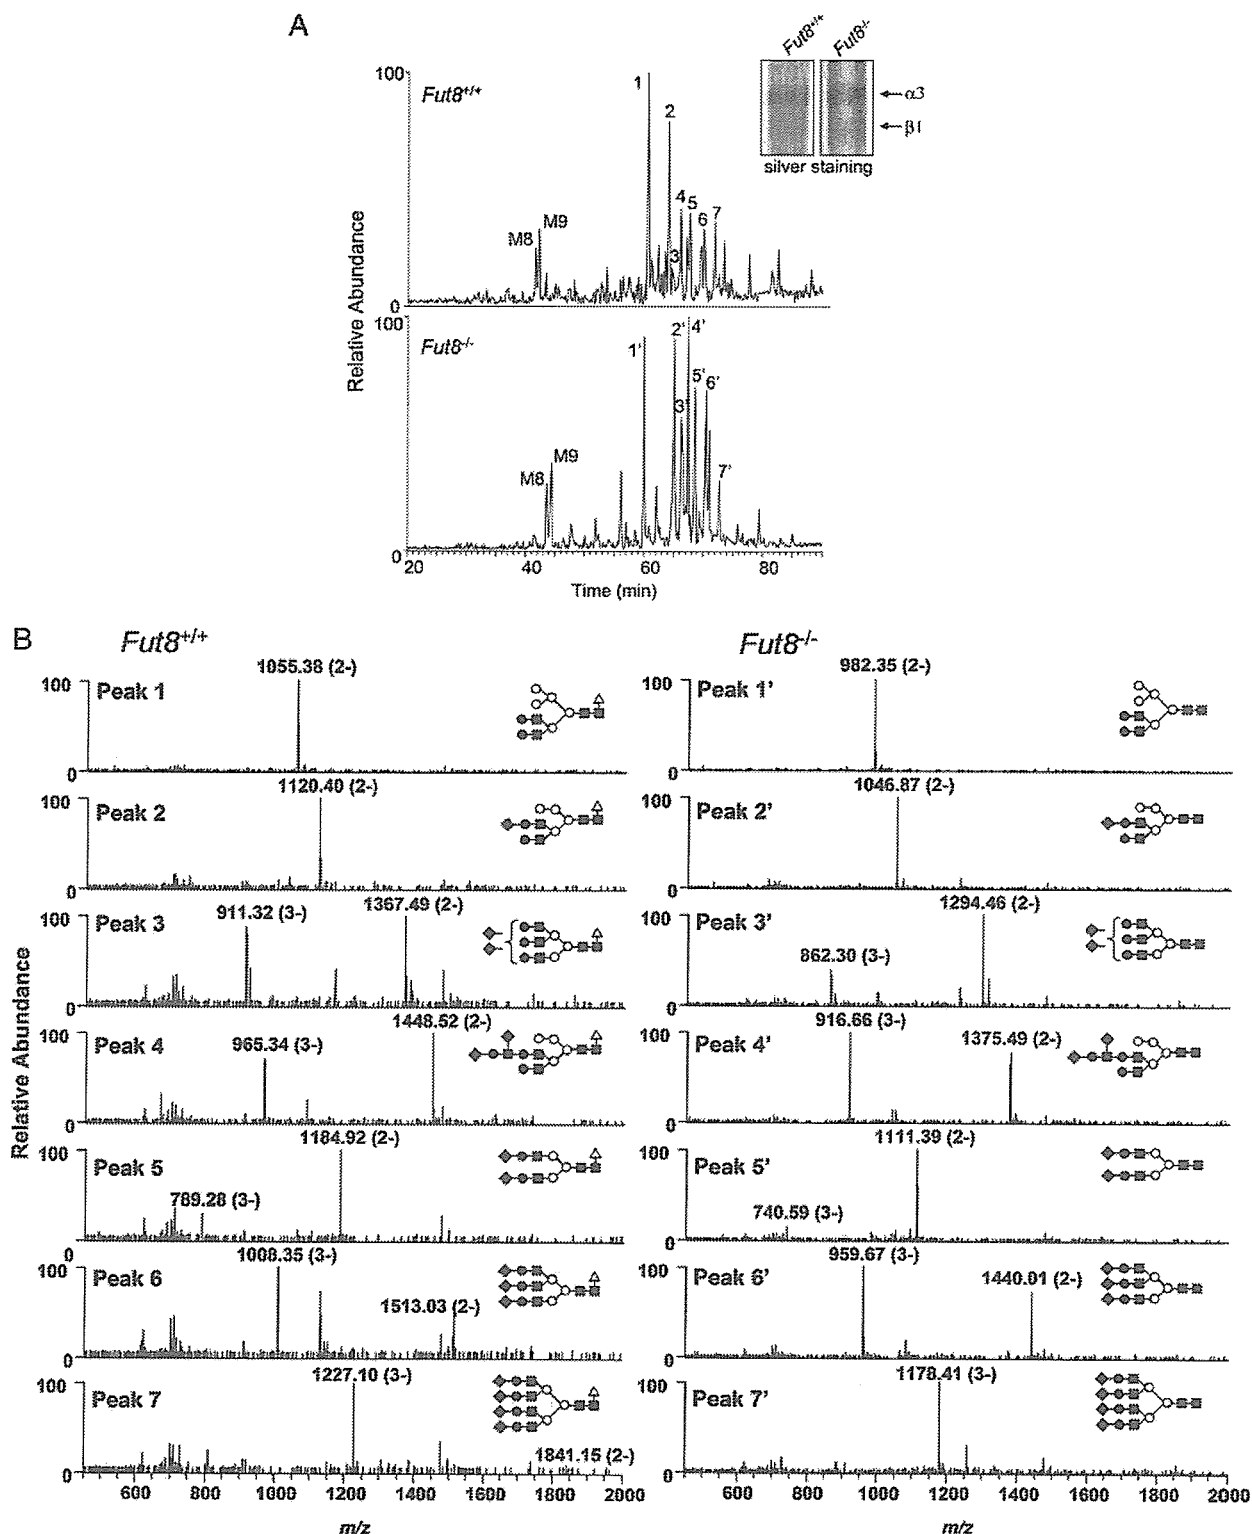 A
Fut8+/+
Fut8-/-
α3
β1
silver staining
100
Fut8+/+
1
2
3
4
5
6
7
M8
M9
0
Relative Abundance
100
Fut8-/-
1'
2'
3'
4'
5'
6'
7'
M8
M9
0
20
40
60
80
Time (min)
B
Fut8+/+
Fut8-/-
1055.38 (2-)
100
Peak 1
0
982.35 (2-)
100
Peak 1'
0
1120.40 (2-)
100
Peak 2
0
1046.87 (2-)
100
Peak 2'
0
911.32 (3-)
1367.49 (2-)
100
Peak 3
0
862.30 (3-)
1294.46 (2-)
100
Peak 3'
0
965.34 (3-)
1448.52 (2-)
100
Peak 4
0
916.66 (3-)
1375.49 (2-)
100
Peak 4'
0
Relative Abundance
789.28 (3-)
1184.92 (2-)
100
Peak 5
0
740.59 (3-)
1111.39 (2-)
100
Peak 5'
0
1008.35 (3-)
1513.03 (2-)
100
Peak 6
0
959.67 (3-)
1440.01 (2-)
100
Peak 6'
0
1227.10 (3-)
1841.15 (2-)
100
Peak 7
0
1178.41 (3-)
100
Peak 7'
0
600 800 1000 1200 1400 1600 1800 2000
m/z
600 800 1000 1200 1400 1600 1800 2000
m/z